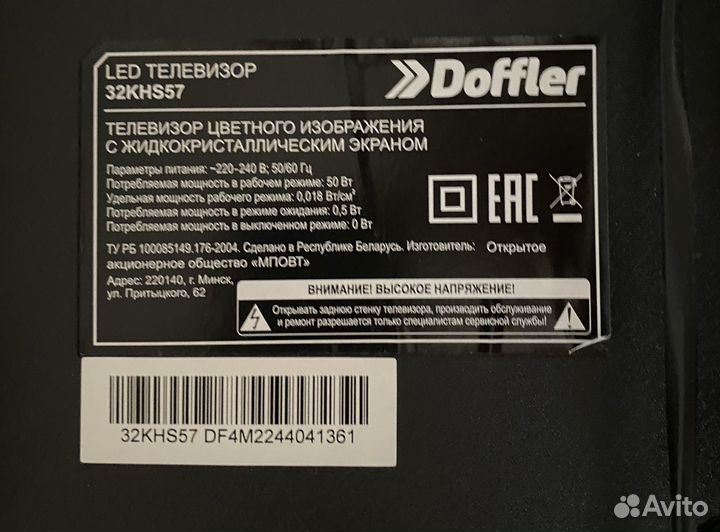 LED ТЕЛЕВИЗОР
32KHS57
Doffler
ТЕЛЕВИЗОР ЦВЕТНОГО ИЗОБРАЖЕНИЯ
С ЖИДКОКРИСТАЛЛИЧЕСКИМ ЭКРАНОМ
Параметры питания: ~220-240 В; 50/60 Гц
Потребляемая мощность в рабочем режиме: 50 Вт
Удельная мощность рабочего режима: 0,018 Вт/см²
Потребляемая мощность в режиме ожидания: 0,5 Вт
Потребляемая мощность в выключенном режиме: 0 Вт
EAC
ТУ РБ 100085149.176-2004. Сделано в Республике Беларусь. Изготовитель: Открытое
акционерное общество «МПОВТ»
Адрес: 220140, г. Минск,
ул. Притыцкого, 62
ВНИМАНИЕ! ВЫСОКОЕ НАПРЯЖЕНИЕ!
Открывать заднюю стенку телевизора, производить обслуживание
и ремонт разрешается только специалистам сервисной службы!
32KHS57 DF4M2244041361
Avito